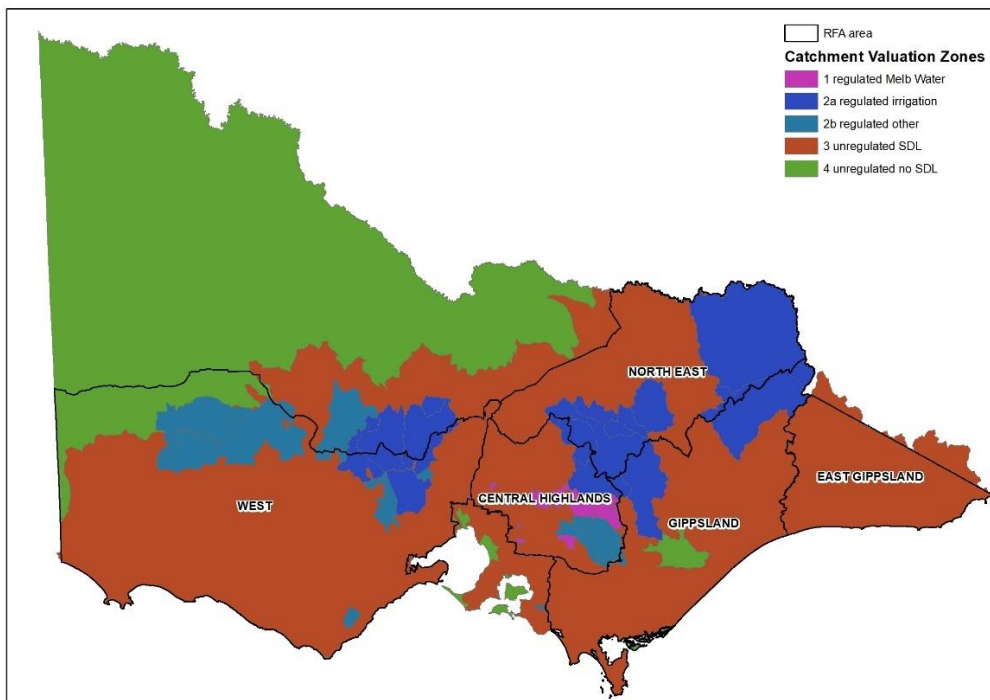 RFA area
Catchment Valuation Zones
1 regulated Melb Water
2a regulated irrigation
2b regulated other
3 unregulated SDL
4 unregulated no SDL
NORTH EAST
EAST GIPPSLAND
CENTRAL HIGHLANDS
WEST
GIPPSLAND